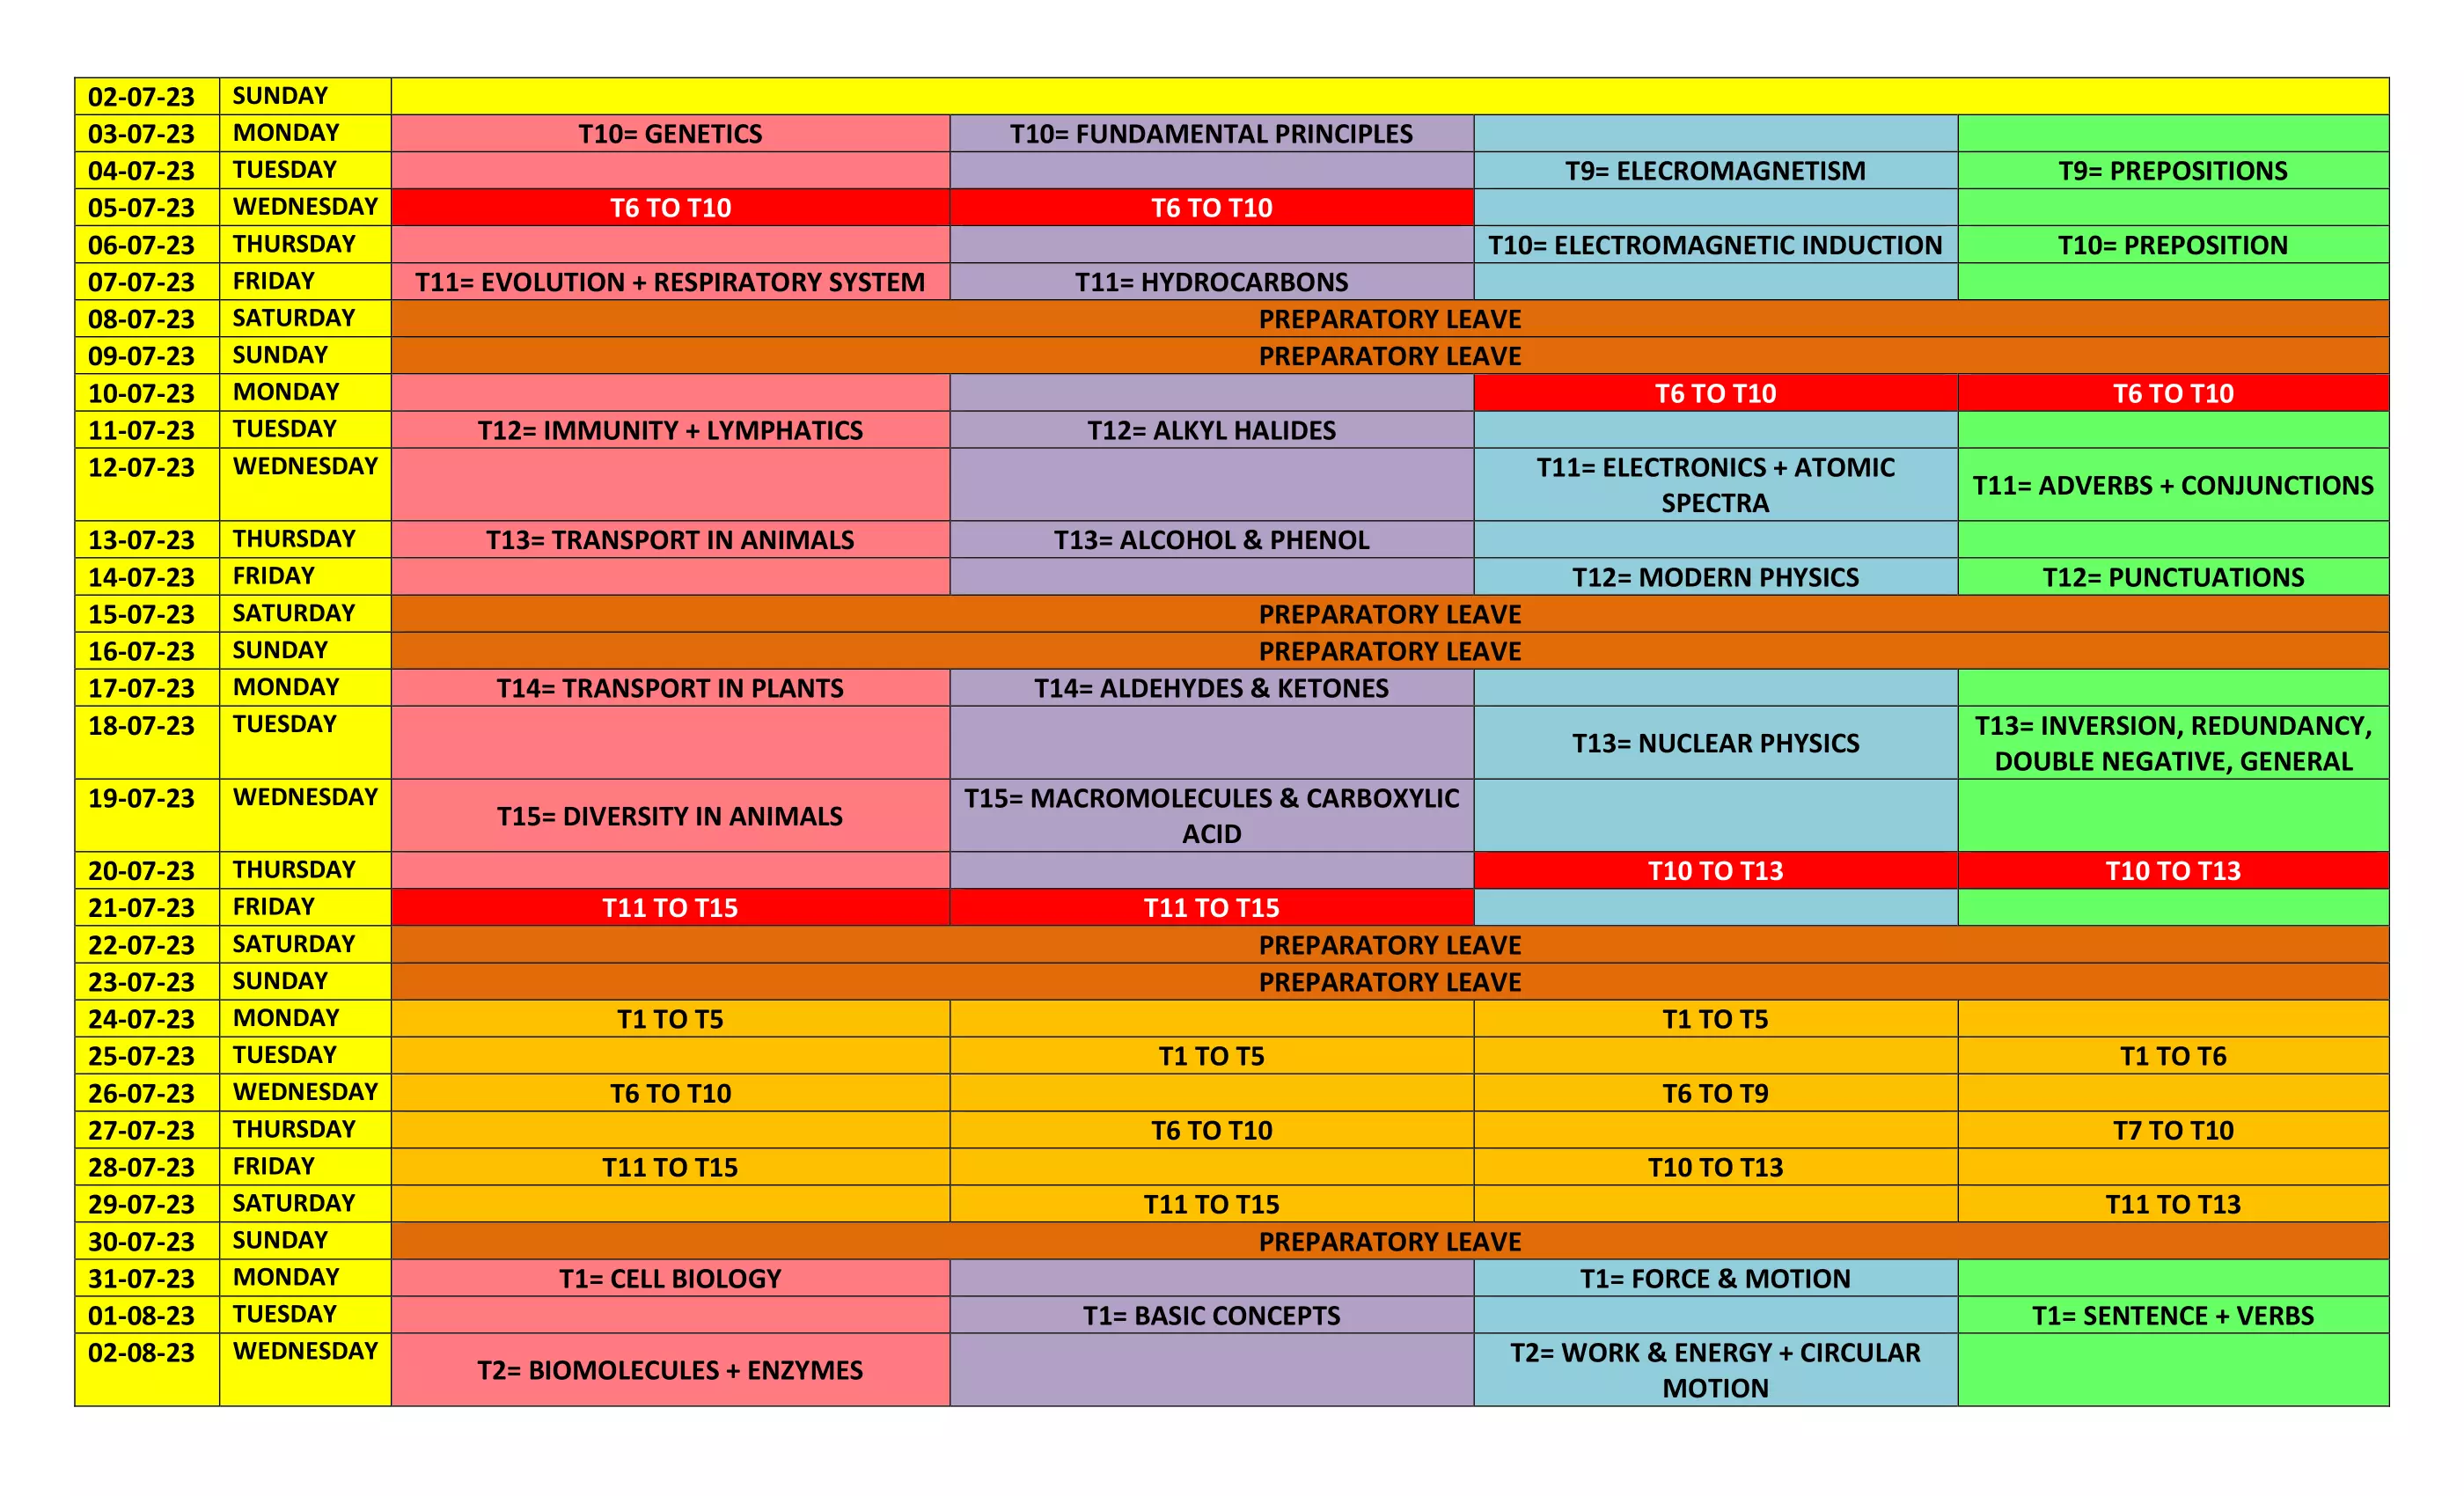 02-07-23 SUNDAY
03-07-23 MONDAY T10= GENETICS T10= FUNDAMENTAL PRINCIPLES
04-07-23 TUESDAY T9= ELECROMAGNETISM T9= PREPOSITIONS
05-07-23 WEDNESDAY T6 TO T10 T6 TO T10
06-07-23 THURSDAY T10= ELECTROMAGNETIC INDUCTION T10= PREPOSITION
07-07-23 FRIDAY T11= EVOLUTION + RESPIRATORY SYSTEM T11= HYDROCARBONS
08-07-23 SATURDAY PREPARATORY LEAVE
09-07-23 SUNDAY PREPARATORY LEAVE
10-07-23 MONDAY T6 TO T10 T6 TO T10
11-07-23 TUESDAY T12= IMMUNITY + LYMPHATICS T12= ALKYL HALIDES
12-07-23 WEDNESDAY T11= ELECTRONICS + ATOMIC
SPECTRA
T11= ADVERBS + CONJUNCTIONS
13-07-23 THURSDAY T13= TRANSPORT IN ANIMALS T13= ALCOHOL & PHENOL
14-07-23 FRIDAY T12= MODERN PHYSICS T12= PUNCTUATIONS
15-07-23 SATURDAY PREPARATORY LEAVE
16-07-23 SUNDAY PREPARATORY LEAVE
17-07-23 MONDAY T14= TRANSPORT IN PLANTS T14= ALDEHYDES & KETONES
18-07-23 TUESDAY T13= NUCLEAR PHYSICS T13= INVERSION, REDUNDANCY,
DOUBLE NEGATIVE, GENERAL
19-07-23 WEDNESDAY T15= DIVERSITY IN ANIMALS T15= MACROMOLECULES & CARBOXYLIC
ACID
20-07-23 THURSDAY T10 TO T13 T10 TO T13
21-07-23 FRIDAY T11 TO T15 T11 TO T15
22-07-23 SATURDAY PREPARATORY LEAVE
23-07-23 SUNDAY PREPARATORY LEAVE
24-07-23 MONDAY T1 TO T5 T1 TO T5
25-07-23 TUESDAY T1 TO T5 T1 TO T6
26-07-23 WEDNESDAY T6 TO T10 T6 TO T9
27-07-23 THURSDAY T6 TO T10 T7 TO T10
28-07-23 FRIDAY T11 TO T15 T10 TO T13
29-07-23 SATURDAY T11 TO T15 T11 TO T13
30-07-23 SUNDAY PREPARATORY LEAVE
31-07-23 MONDAY T1= CELL BIOLOGY T1= FORCE & MOTION
01-08-23 TUESDAY T1= BASIC CONCEPTS T1= SENTENCE + VERBS
02-08-23 WEDNESDAY T2= BIOMOLECULES + ENZYMES T2= WORK & ENERGY + CIRCULAR
MOTION